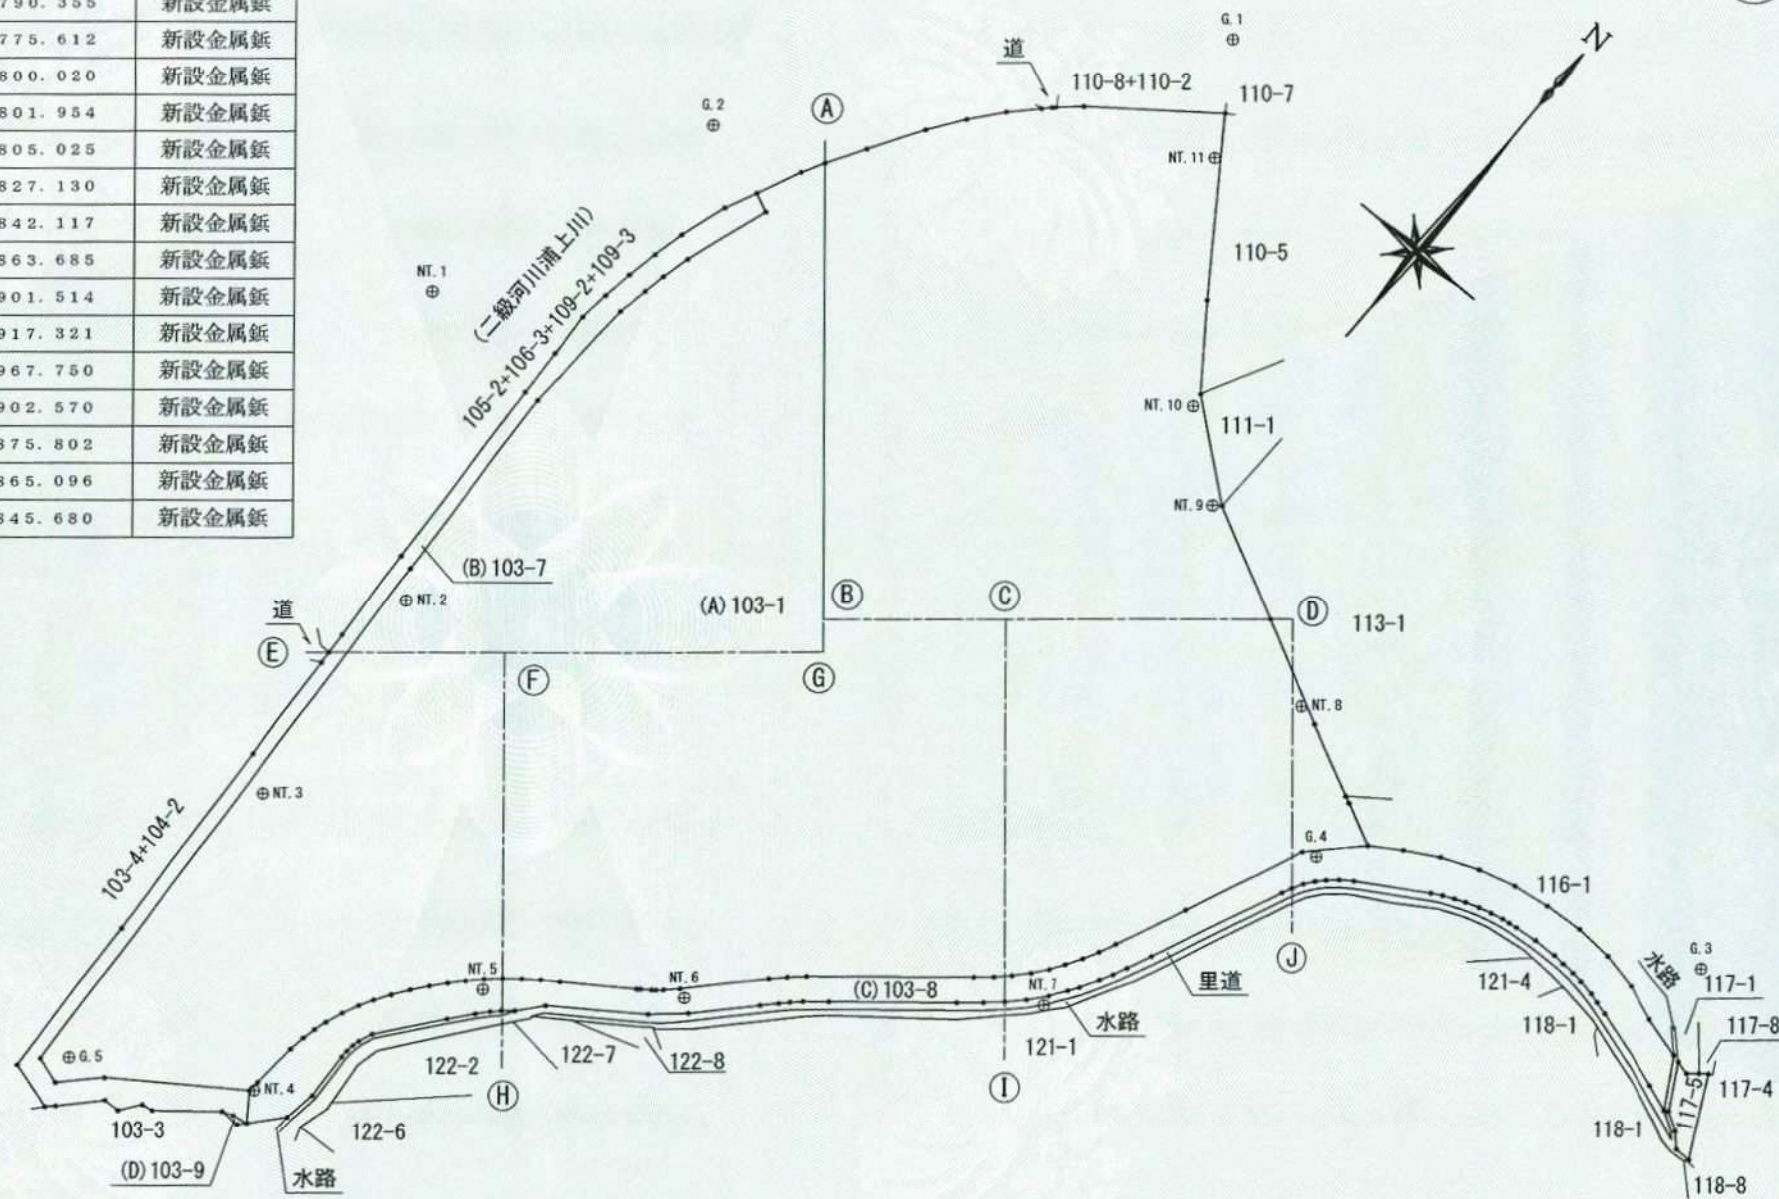 790. 355 新設金属鋲
775. 612 新設金属鋲
800. 020 新設金属鋲
801. 954 新設金属鋲
805. 025 新設金属鋲
827. 130 新設金属鋲
842. 117 新設金属鋲
863. 685 新設金属鋲
901. 514 新設金属鋲
917. 321 新設金属鋲
967. 750 新設金属鋲
902. 570 新設金属鋲
875. 802 新設金属鋲
865. 096 新設金属鋲
845. 680 新設金属鋲
G. 1
N
道
110-8+110-2
110-7
G. 2
Ⓐ
NT. 11
110-5
NT. 1
(二級河川浦上川)
105-2+106-3+109-2+109-3
NT. 10
111-1
NT. 9
(B) 103-7
NT. 2
(A) 103-1
Ⓑ
Ⓒ
Ⓓ
113-1
道
Ⓔ
Ⓕ
Ⓖ
NT. 8
NT. 3
103-4+104-2
G. 4
116-1
NT. 5
NT. 6
(C) 103-8
NT. 7
里道
Ⓙ
121-4
水路
G. 3
117-1
水路
118-1
117-8
G. 5
NT. 4
122-2
122-7
122-8
121-1
Ⓗ
Ⓘ
117-5
117-4
103-3
122-6
118-1
(D) 103-9
水路
118-8